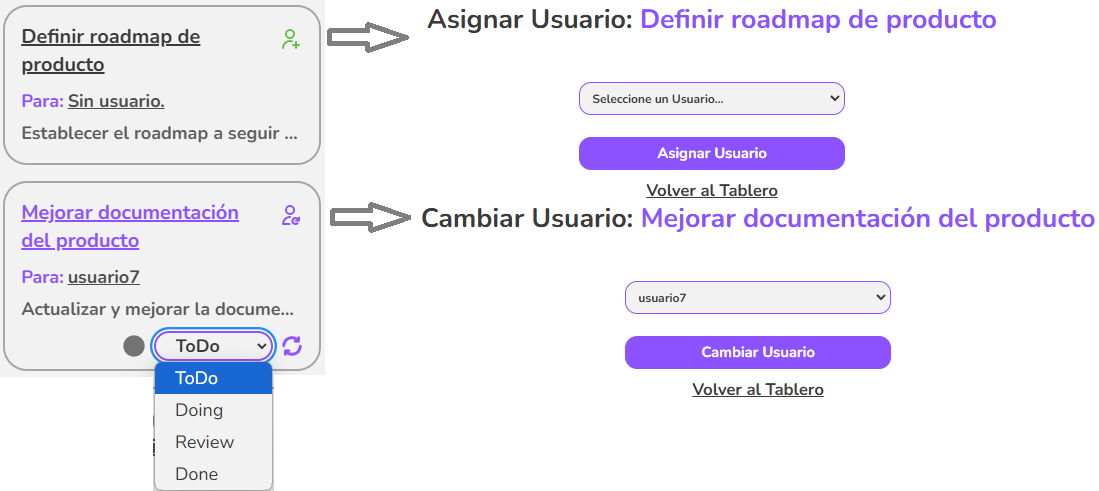 Definir roadmap de
producto
Para: Sin usuario.
Establecer el roadmap a seguir ...
Asignar Usuario: Definir roadmap de producto
Seleccione un Usuario...
Asignar Usuario
Volver al Tablero
Mejorar documentación
del producto
Para: usuario7
Actualizar y mejorar la docume...
ToDo
ToDo
Doing
Review
Done
Cambiar Usuario: Mejorar documentación del producto
usuario7
Cambiar Usuario
Volver al Tablero